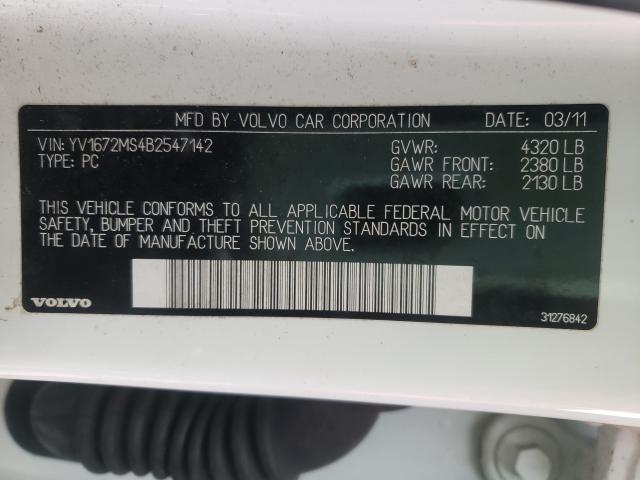 MFD BY VOLVO CAR CORPORATION DATE: 03/11
VIN: YV1672MS4B2547142 GVWR: 4320 LB
TYPE: PC GAWR FRONT: 2380 LB
GAWR REAR: 2130 LB
THIS VEHICLE CONFORMS TO ALL APPLICABLE FEDERAL MOTOR VEHICLE
SAFETY, BUMPER AND THEFT PREVENTION STANDARDS IN EFFECT ON
THE DATE OF MANUFACTURE SHOWN ABOVE.
VOLVO 31276842